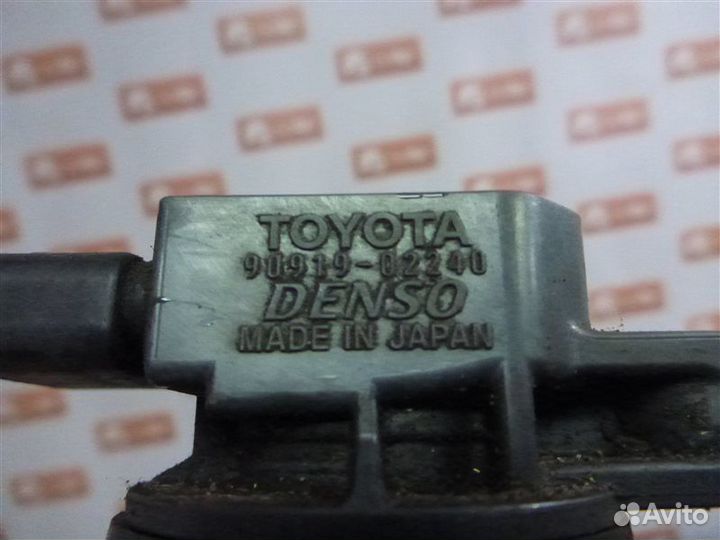 TOYOTA
90919-02240
DENSO
MADE IN JAPAN
Avito